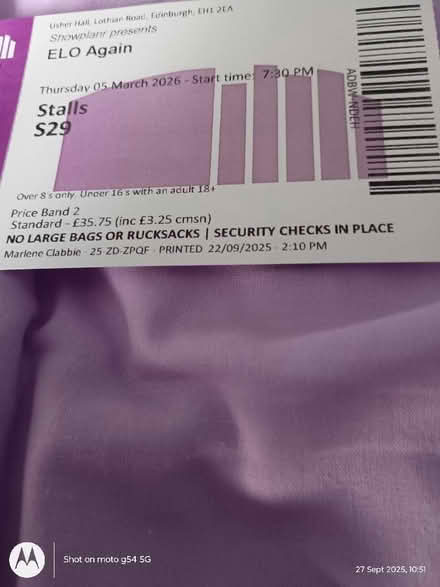 Usher Hall, Lothian Road, Edinburgh, EH1 2EA
Showplanr presents
ELO Again
Thursday 05 March 2026 - Start time: 7:30 PM
Stalls
S29
Over 8's only. Under 16's with an adult 18+
Price Band 2
Standard - £35.75 (inc £3.25 cmsn)
NO LARGE BAGS OR RUCKSACKS | SECURITY CHECKS IN PLACE
Marlene Clabbie - 25-ZD-ZPQF - PRINTED 22/09/2025 - 2:10 PM
Shot on moto g54 5G
27 Sept 2025, 10:51